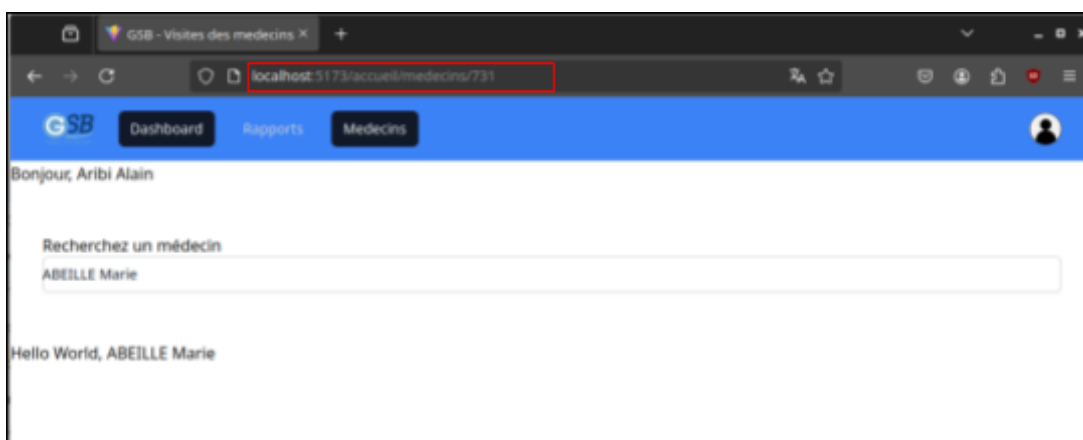 GSB - Visites des medecins
localhost:5173/accueil/medecins/731
GSB Dashboard Rapports Medecins
Bonjour, Aribi Alain
Recherchez un médecin
ABEILLE Marie
Hello World, ABEILLE Marie